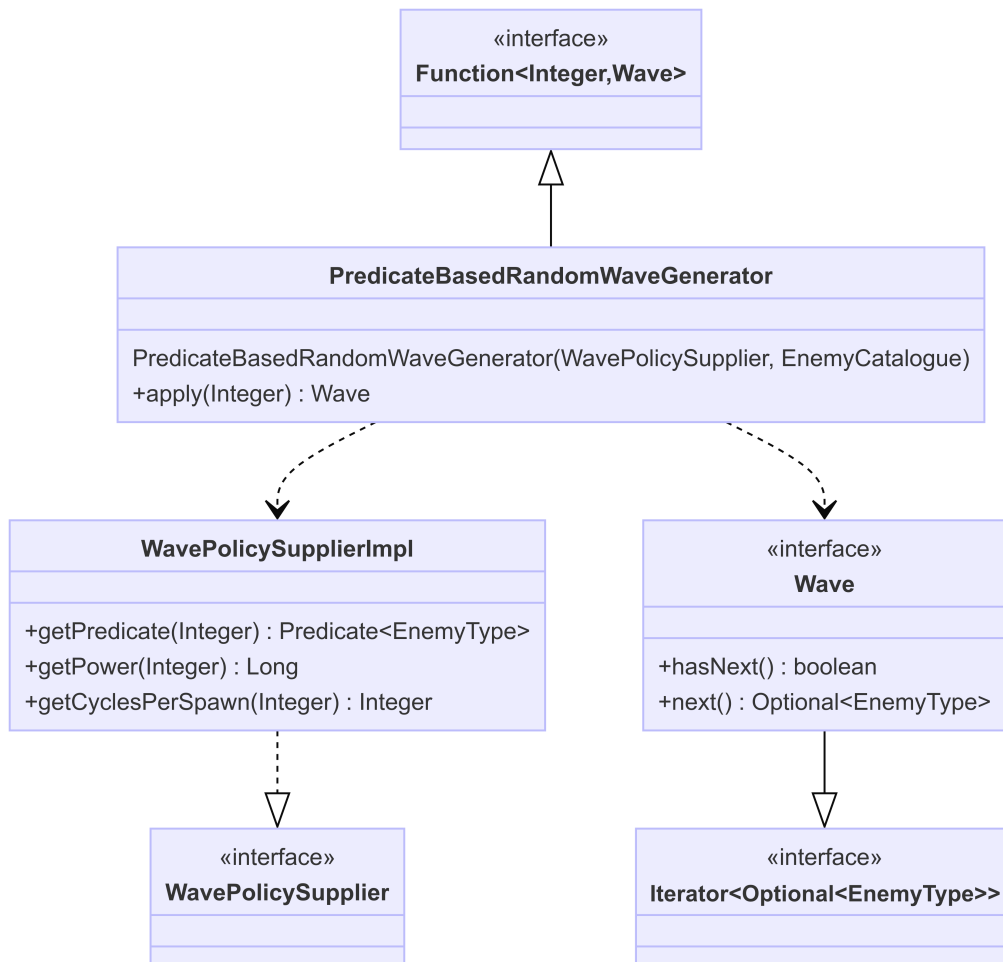 «interface»
Function<Integer,Wave>
PredicateBasedRandomWaveGenerator
PredicateBasedRandomWaveGenerator(WavePolicySupplier, EnemyCatalogue)
+apply(Integer) : Wave
WavePolicySupplierImpl
+getPredicate(Integer) : Predicate<EnemyType>
+getPower(Integer) : Long
+getCyclesPerSpawn(Integer) : Integer
«interface»
Wave
+hasNext() : boolean
+next() : Optional<EnemyType>
«interface»
WavePolicySupplier
«interface»
Iterator<Optional<EnemyType>>